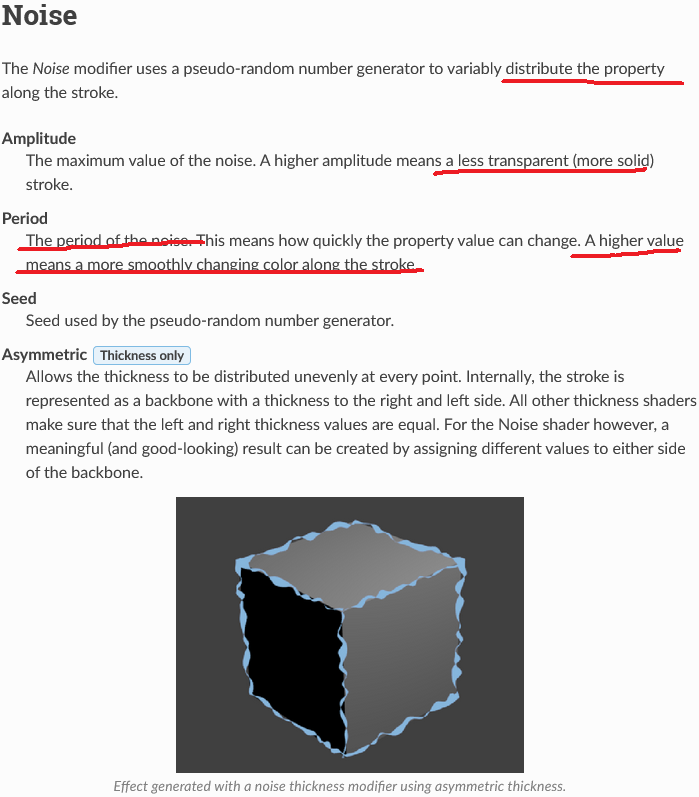 Noise
The Noise modifier uses a pseudo-random number generator to variably distribute the property
along the stroke.
Amplitude
The maximum value of the noise. A higher amplitude means a less transparent (more solid)
stroke.
Period
The period of the noise. This means how quickly the property value can change. A higher value
means a more smoothly changing color along the stroke.
Seed
Seed used by the pseudo-random number generator.
Asymmetric Thickness only
Allows the thickness to be distributed unevenly at every point. Internally, the stroke is
represented as a backbone with a thickness to the right and left side. All other thickness shaders
make sure that the left and right thickness values are equal. For the Noise shader however, a
meaningful (and good-looking) result can be created by assigning different values to either side
of the backbone.
Effect generated with a noise thickness modifier using asymmetric thickness.